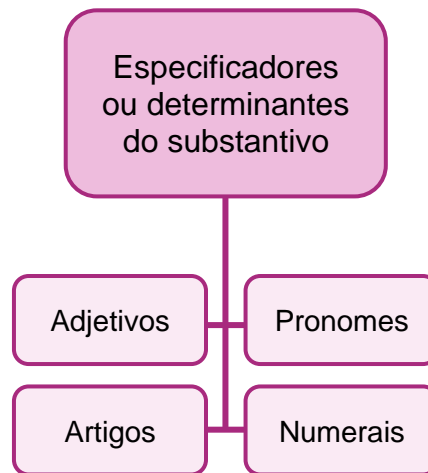 Especificadores
ou determinantes
do substantivo
Adjetivos
Pronomes
Artigos
Numerais